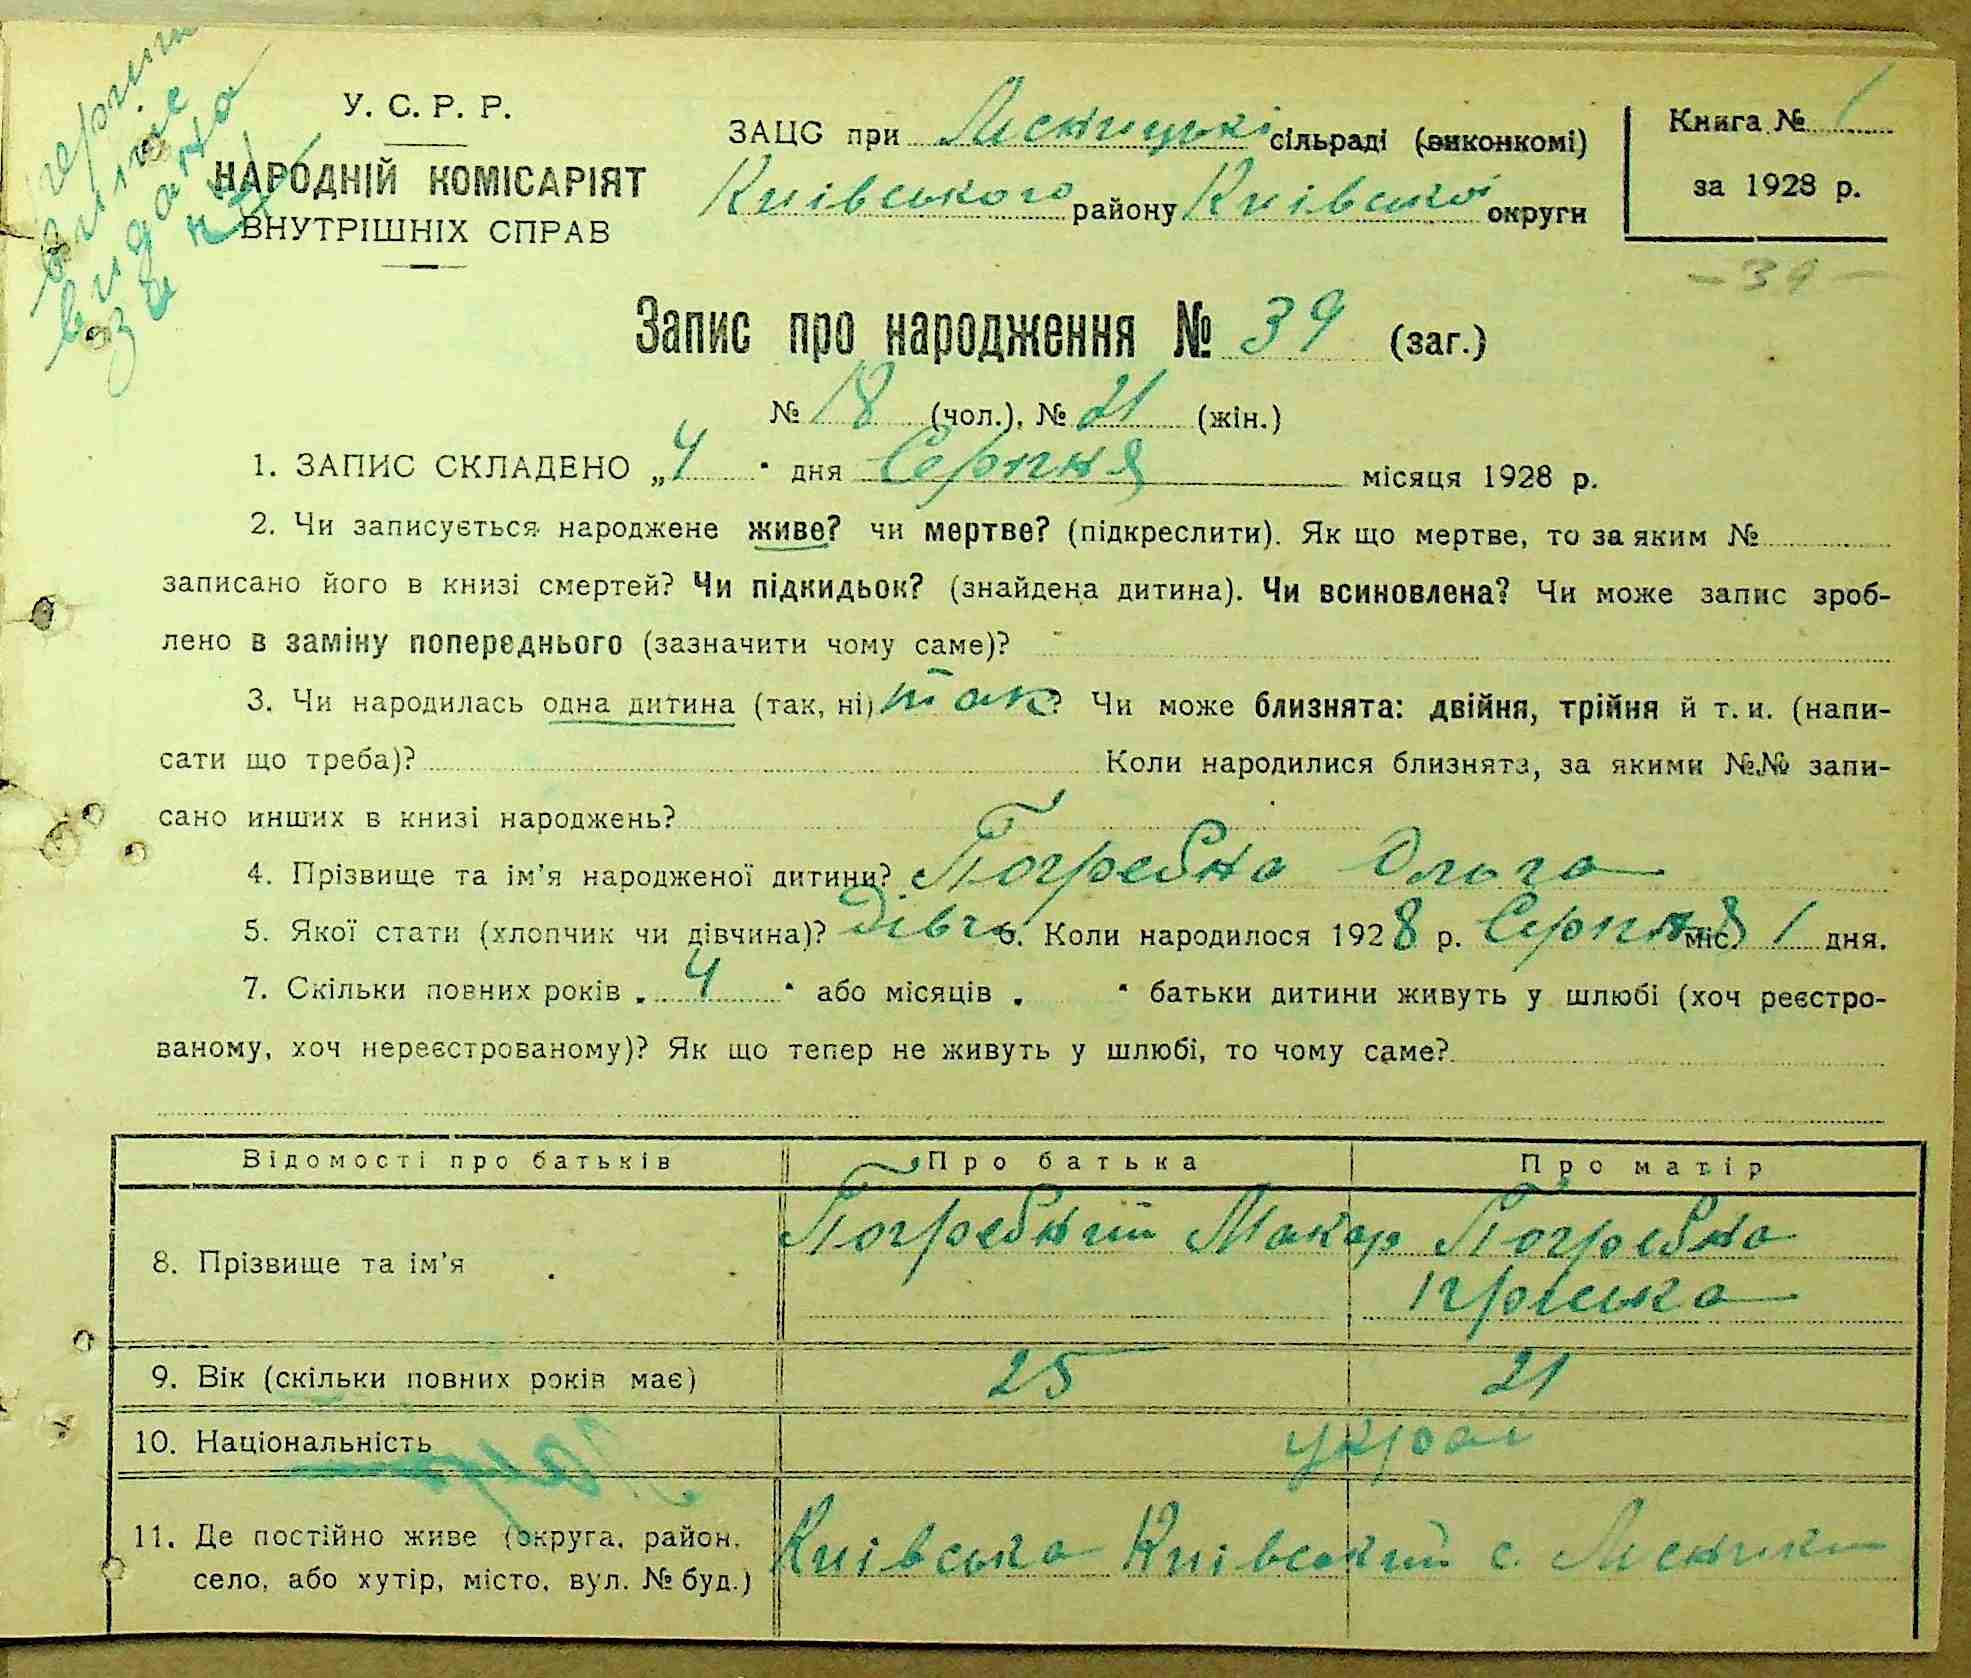 У. С. Р. Р.
НАРОДНІЙ КОМІСАРІЯТ
ВНУТРІШНІХ СПРАВ
випис
видано
за №
ЗАЦС при Лісницькі сільраді (виконкомі)
Київського району Київської округи
Книга № 1
за 1928 р.
– 39 –
Запис про народження № 39 (заг.)
№ 18 (чол.), № 21 (жін.)
1. ЗАПИС СКЛАДЕНО „4" дня Серпня місяця 1928 р.
2. Чи записується народжене живе? чи мертве? (підкреслити). Як що мертве, то за яким №
записано його в книзі смертей? Чи підкидьок? (знайдена дитина). Чи всиновлена? Чи може запис зроб-
лено в заміну попереднього (зазначити чому саме)?
3. Чи народилась одна дитина (так, ні) так? Чи може близнята: двійня, трійня й т. и. (напи-
сати що треба)? Коли народилися близнята, за якими №№ запи-
сано инших в книзі народжень?
4. Прізвище та ім'я народженої дитини? Погребна Ольга
5. Якої стати (хлопчик чи дівчина)? Дівч 6. Коли народилося 1928 р. Серпня міс. 1 дня.
7. Скільки повних років „4" або місяців „ " батьки дитини живуть у шлюбі (хоч реєстро-
ваному, хоч нереєстрованому)? Як що тепер не живуть у шлюбі, то чому саме?
Відомості про батьків Про батька Про матір
8. Прізвище та ім'я Погребний Макар Погребна
Пріська
9. Вік (скільки повних років має) 25 21
10. Національність украї
11. Де постійно живе (округа, район,
село, або хутір, місто, вул. № буд.) Київська Київський с. Лісники